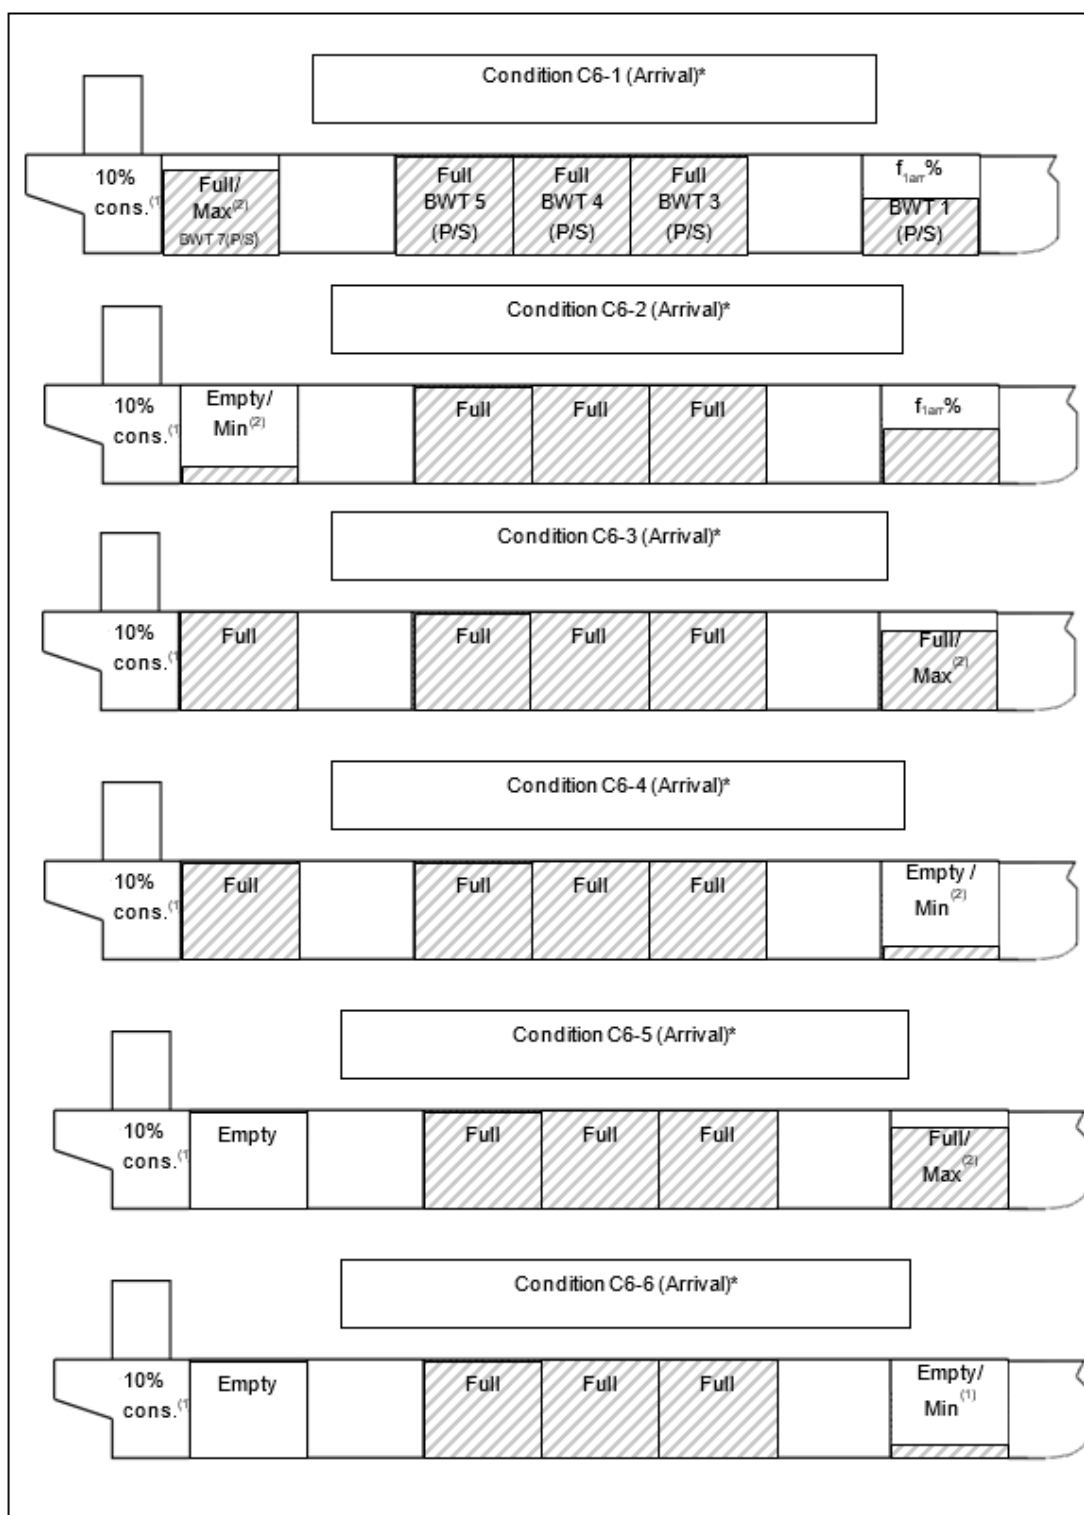 Condition C6-1 (Arrival)*
10%
cons.(1
Full/
Max(2)
BWT 7(P/S)
Full
BWT 5
(P/S)
Full
BWT 4
(P/S)
Full
BWT 3
(P/S)
f1arr%
BWT 1
(P/S)
Condition C6-2 (Arrival)*
10%
cons.(1
Empty/
Min(2)
Full
Full
Full
f1arr%
Condition C6-3 (Arrival)*
10%
cons.(1
Full
Full
Full
Full
Full/
Max(2)
Condition C6-4 (Arrival)*
10%
cons.(1
Full
Full
Full
Full
Empty /
Min(2)
Condition C6-5 (Arrival)*
10%
cons.(1
Empty
Full
Full
Full
Full/
Max(2)
Condition C6-6 (Arrival)*
10%
cons.(1
Empty
Full
Full
Full
Empty/
Min(1)